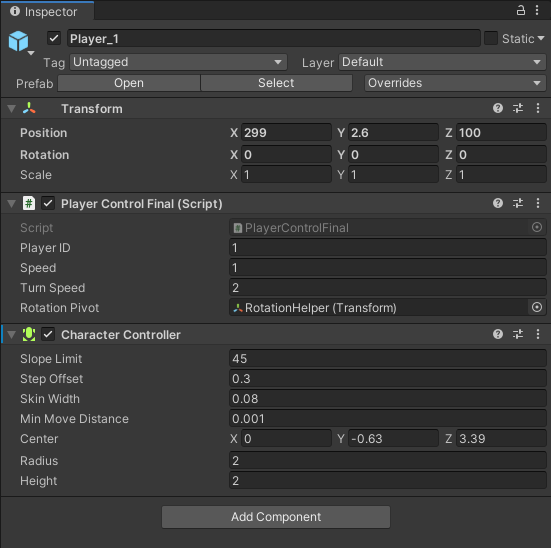 Inspector
Player_1 Static
Tag Untagged Layer Default
Prefab Open Select Overrides
Transform
Position X 299 Y 2.6 Z 100
Rotation X 0 Y 0 Z 0
Scale X 1 Y 1 Z 1
# Player Control Final (Script)
Script # PlayerControlFinal
Player ID 1
Speed 1
Turn Speed 2
Rotation Pivot RotationHelper (Transform)
Character Controller
Slope Limit 45
Step Offset 0.3
Skin Width 0.08
Min Move Distance 0.001
Center X 0 Y -0.63 Z 3.39
Radius 2
Height 2
Add Component